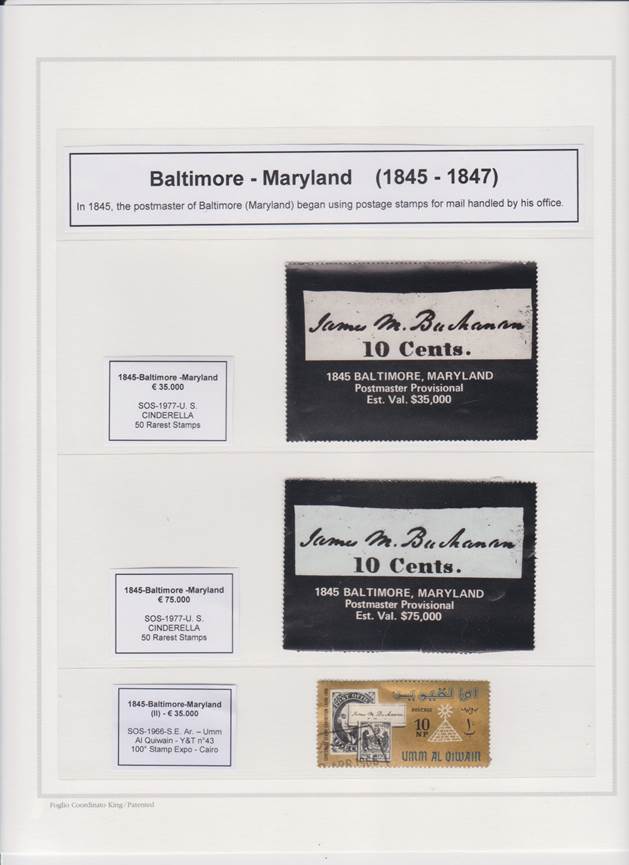 Baltimore - Maryland (1845 - 1847)
In 1845, the postmaster of Baltimore (Maryland) began using postage stamps for mail handled by his office.
James M. Buchanan
10 Cents.
1845 BALTIMORE, MARYLAND
Postmaster Provisional
Est. Val. $35,000
1845-Baltimore -Maryland
€ 35.000
SOS-1977-U. S.
CINDERELLA
50 Rarest Stamps
James M. Buchanan
10 Cents.
1845 BALTIMORE, MARYLAND
Postmaster Provisional
Est. Val. $75,000
1845-Baltimore -Maryland
€ 75.000
SOS-1977-U. S.
CINDERELLA
50 Rarest Stamps
1845-Baltimore-Maryland
(II) - € 35.000
SOS-1966-S.E. Ar. – Umm
Al Quiwain - Y&T n°43
100° Stamp Expo - Cairo
ام القيوين
POST OFFICE
James M. Buchanan
POSTAGE
10
NP
UMM AL QIWAIN
Foglio Coordinato King/Patented